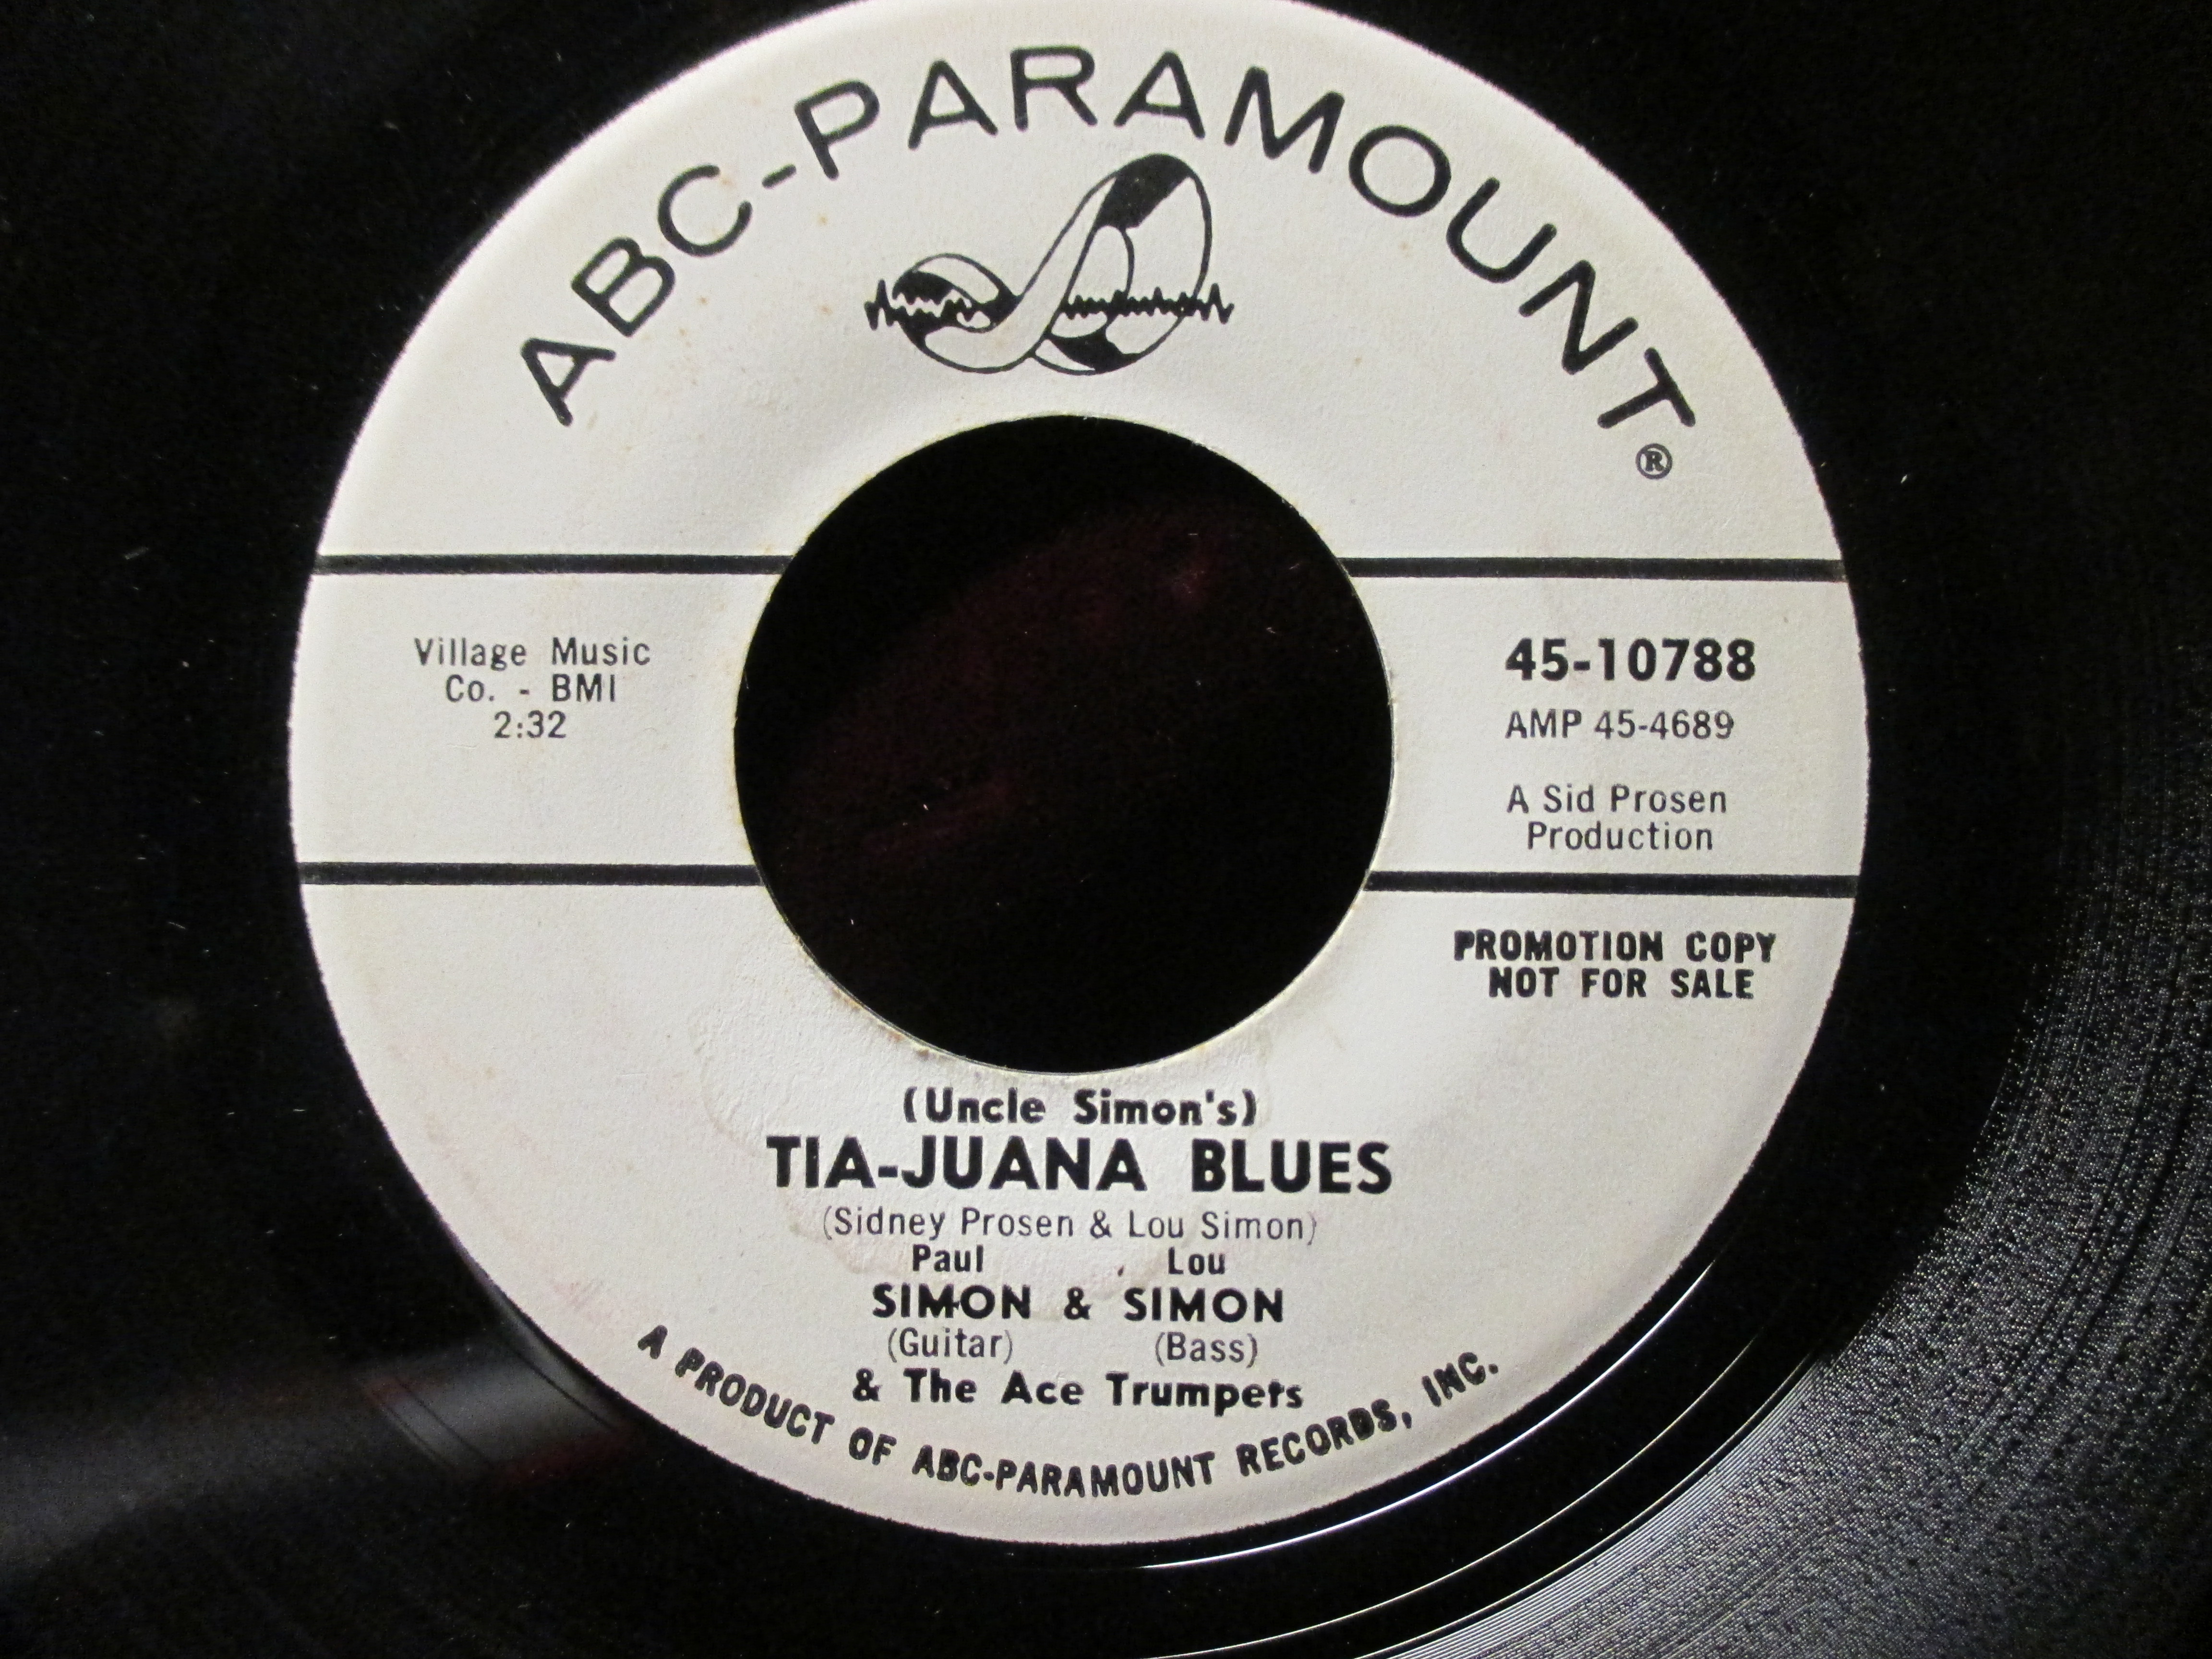 ABC-PARAMOUNT
®
Village Music
Co. - BMI
2:32
45-10788
AMP 45-4689
A Sid Prosen
Production
PROMOTION COPY
NOT FOR SALE
(Uncle Simon's)
TIA-JUANA BLUES
(Sidney Prosen & Lou Simon)
Paul Lou
SIMON & SIMON
(Guitar) (Bass)
& The Ace Trumpets
A PRODUCT OF ABC-PARAMOUNT RECORDS, INC.